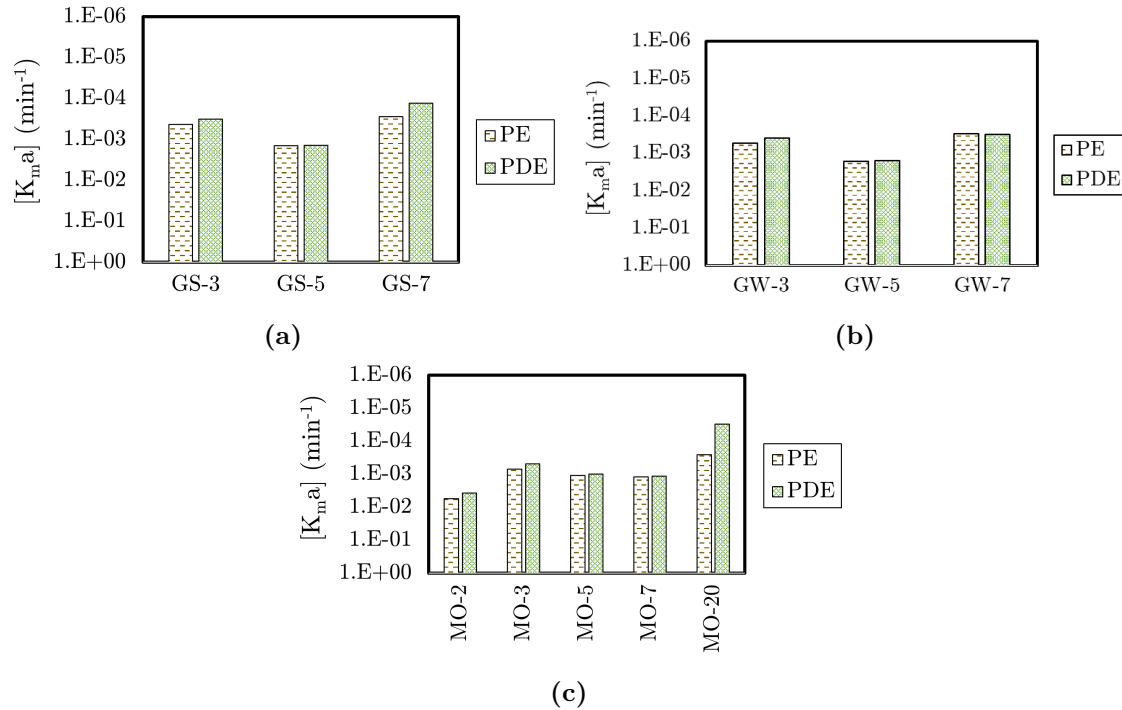 1.E-06
1.E-05
1.E-04
1.E-03
1.E-02
1.E-01
1.E+00
[Kma] (min-1)
GS-3 GS-5 GS-7
PE
PDE
(a)
1.E-06
1.E-05
1.E-04
1.E-03
1.E-02
1.E-01
1.E+00
[Kma] (min-1)
GW-3 GW-5 GW-7
PE
PDE
(b)
1.E-06
1.E-05
1.E-04
1.E-03
1.E-02
1.E-01
1.E+00
[Kma] (min-1)
MO-2
MO-3
MO-5
MO-7
MO-20
PE
PDE
(c)